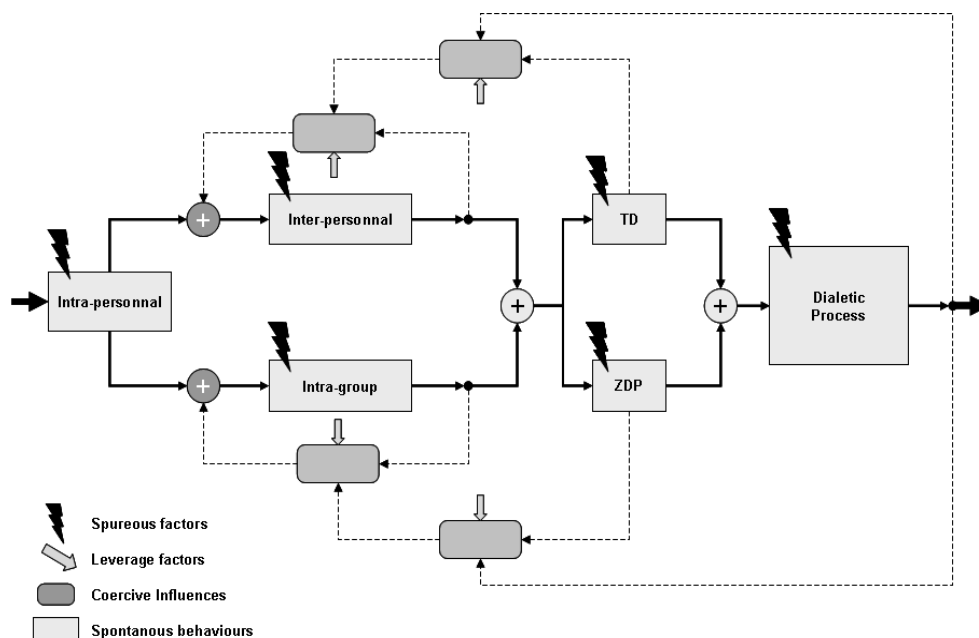 Inter-personnal
TD
Intra-personnal
+
+
+
+
Dialetic
Process
Intra-group
ZDP
Spureous factors
Leverage factors
Coercive Influences
Spontanous behaviours